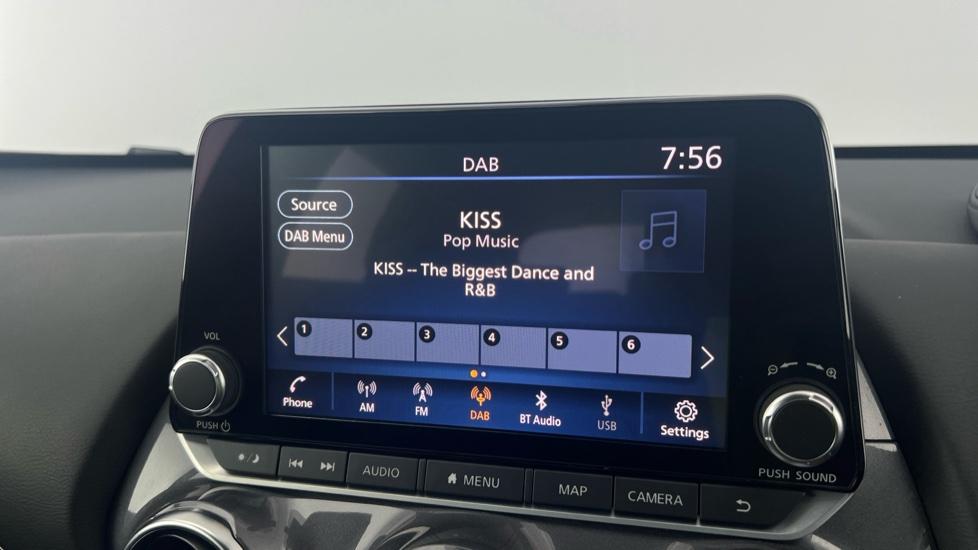 DAB
7:56
Source
KISS
DAB Menu
Pop Music
KISS -- The Biggest Dance and
R&B
1 2 3 4 5 6
Phone
AM
FM
DAB
BT Audio
USB
Settings
VOL
PUSH
PUSH SOUND
AUDIO
MENU
MAP
CAMERA